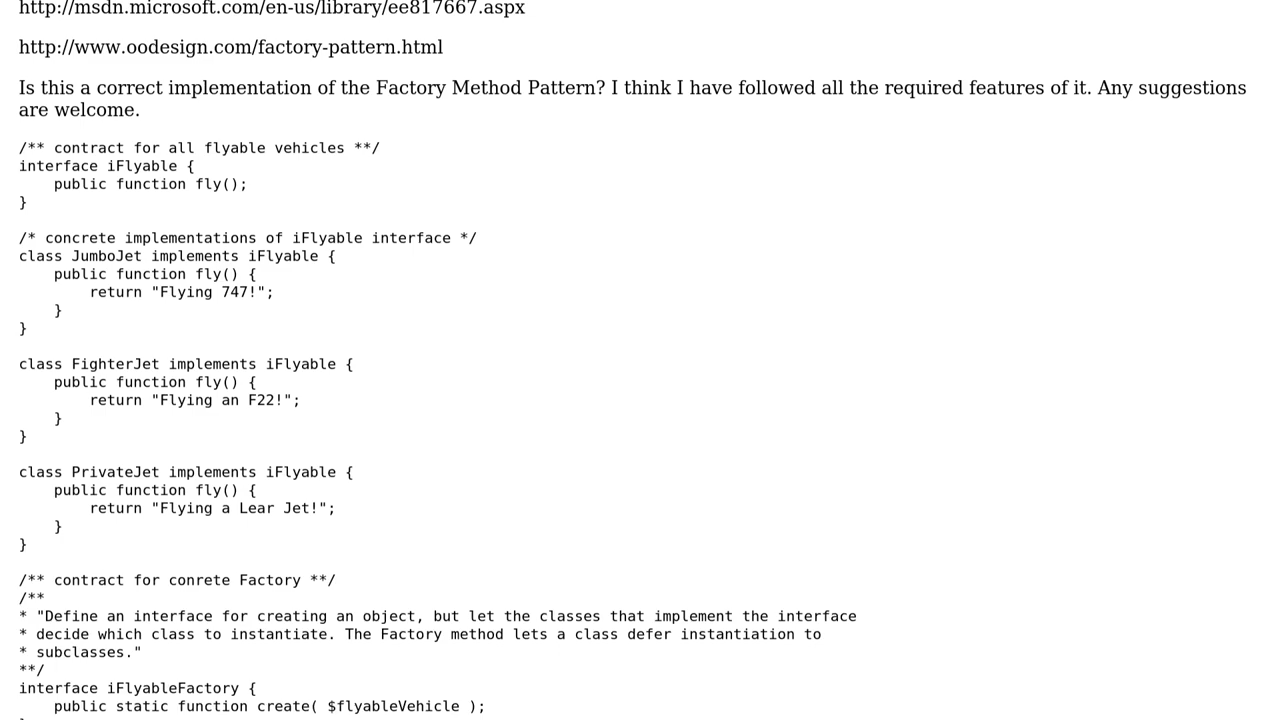 http://msdn.microsoft.com/en-us/library/ee817667.aspx
http://www.oodesign.com/factory-pattern.html
Is this a correct implementation of the Factory Method Pattern? I think I have followed all the required features of it. Any suggestions
are welcome.
/** contract for all flyable vehicles **/
interface iFlyable {
    public function fly();
}
/* concrete implementations of iFlyable interface */
class JumboJet implements iFlyable {
    public function fly() {
        return "Flying 747!";
    }
}
class FighterJet implements iFlyable {
    public function fly() {
        return "Flying an F22!";
    }
}
class PrivateJet implements iFlyable {
    public function fly() {
        return "Flying a Lear Jet!";
    }
}
/** contract for conrete Factory **/
/**
* "Define an interface for creating an object, but let the classes that implement the interface
* decide which class to instantiate. The Factory method lets a class defer instantiation to
* subclasses."
**/
interface iFlyableFactory {
    public static function create( $flyableVehicle );